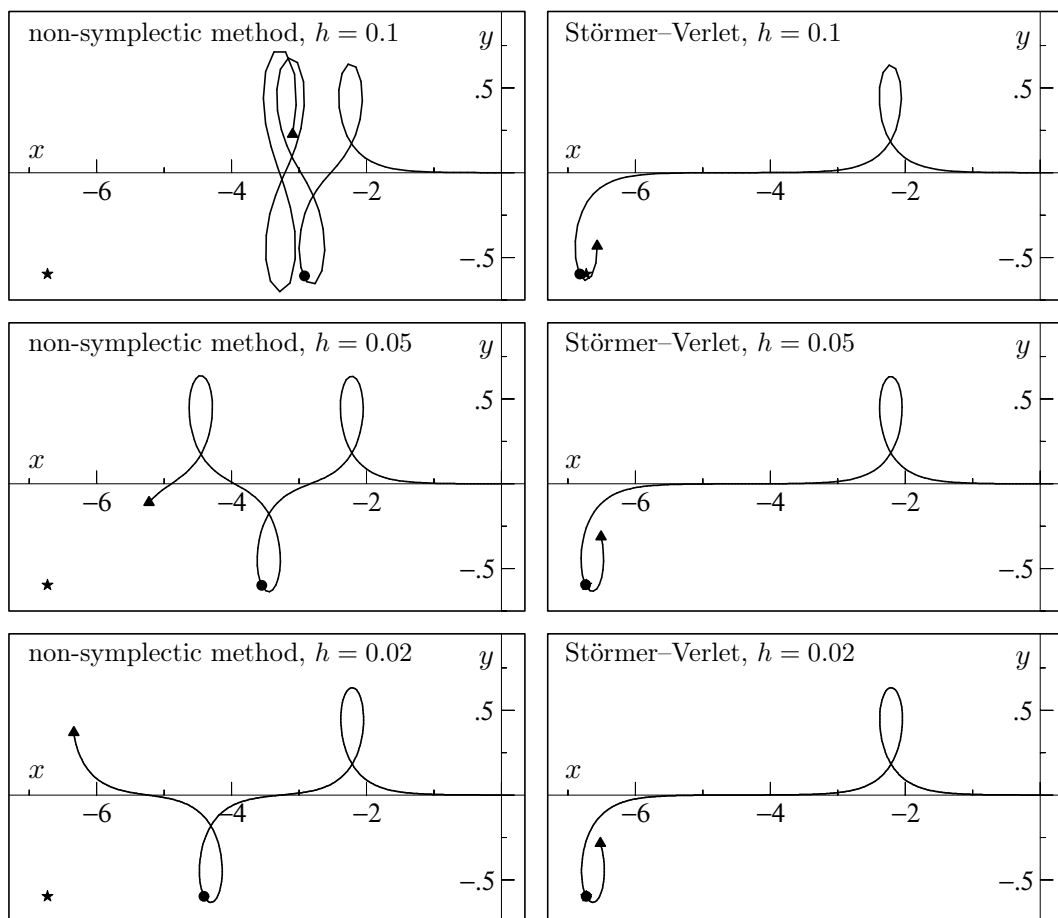 non-symplectic method, h = 0.1
y
.5
x
−6
−4
−2
−.5
Störmer–Verlet, h = 0.1
y
.5
x
−6
−4
−2
−.5
non-symplectic method, h = 0.05
y
.5
x
−6
−4
−2
−.5
Störmer–Verlet, h = 0.05
y
.5
x
−6
−4
−2
−.5
non-symplectic method, h = 0.02
y
.5
x
−6
−4
−2
−.5
Störmer–Verlet, h = 0.02
y
.5
x
−6
−4
−2
−.5